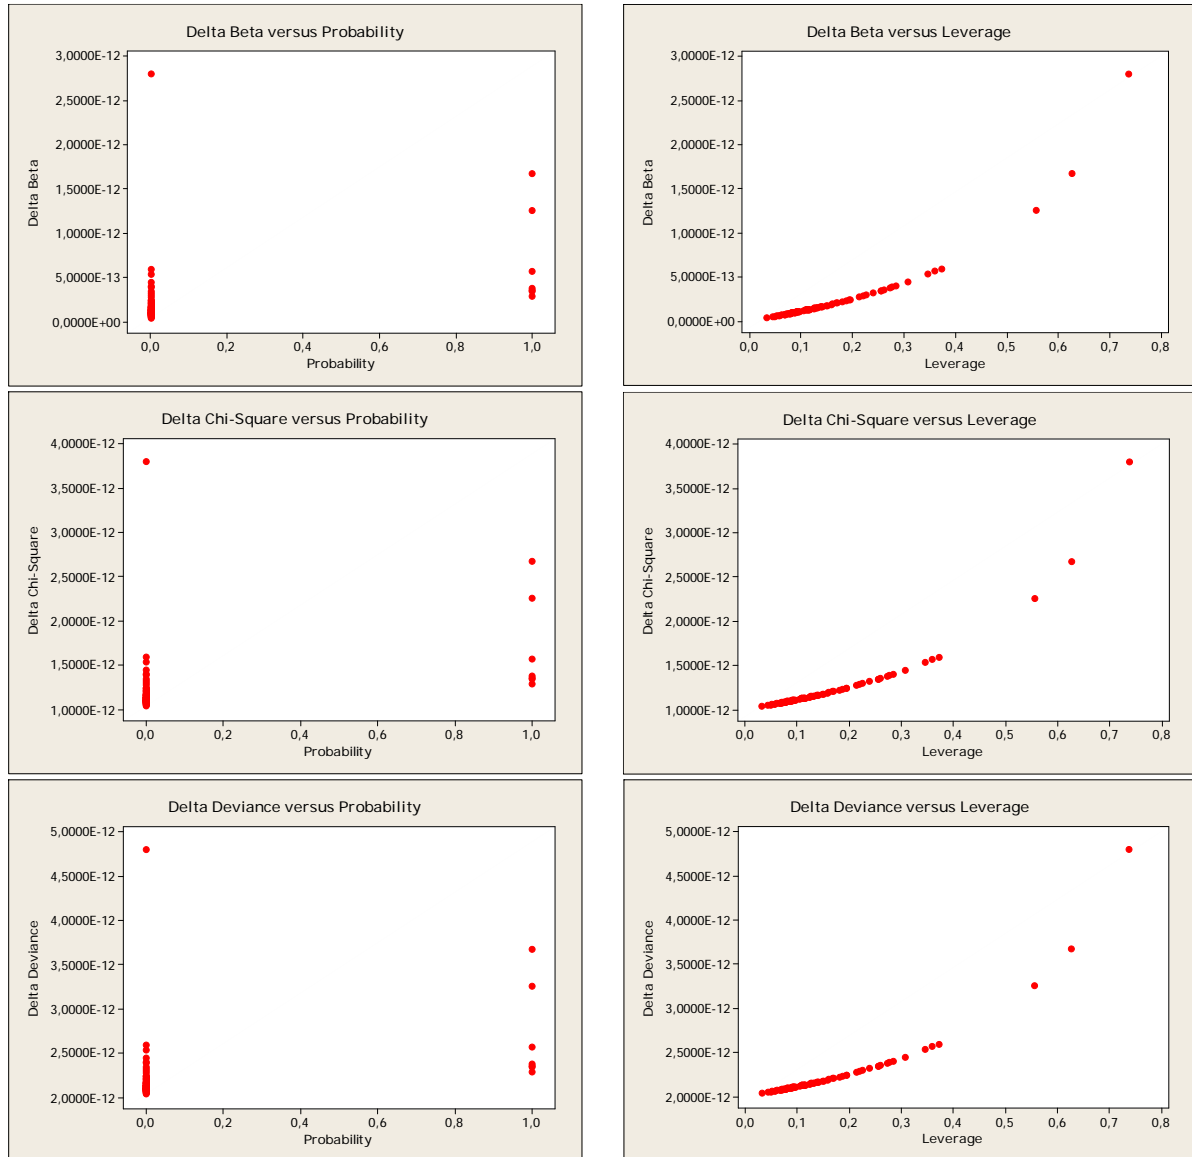 Delta Beta versus Probability
3,0000E-12
2,5000E-12
2,0000E-12
1,5000E-12
1,0000E-12
5,0000E-13
0,0000E+00
Delta Beta
0,0 0,2 0,4 0,6 0,8 1,0
Probability
Delta Beta versus Leverage
3,0000E-12
2,5000E-12
2,0000E-12
1,5000E-12
1,0000E-12
5,0000E-13
0,0000E+00
Delta Beta
0,0 0,1 0,2 0,3 0,4 0,5 0,6 0,7 0,8
Leverage
Delta Chi-Square versus Probability
4,0000E-12
3,5000E-12
3,0000E-12
2,5000E-12
2,0000E-12
1,5000E-12
1,0000E-12
Delta Chi-Square
0,0 0,2 0,4 0,6 0,8 1,0
Probability
Delta Chi-Square versus Leverage
4,0000E-12
3,5000E-12
3,0000E-12
2,5000E-12
2,0000E-12
1,5000E-12
1,0000E-12
Delta Chi-Square
0,0 0,1 0,2 0,3 0,4 0,5 0,6 0,7 0,8
Leverage
Delta Deviance versus Probability
5,0000E-12
4,5000E-12
4,0000E-12
3,5000E-12
3,0000E-12
2,5000E-12
2,0000E-12
Delta Deviance
0,0 0,2 0,4 0,6 0,8 1,0
Probability
Delta Deviance versus Leverage
5,0000E-12
4,5000E-12
4,0000E-12
3,5000E-12
3,0000E-12
2,5000E-12
2,0000E-12
Delta Deviance
0,0 0,1 0,2 0,3 0,4 0,5 0,6 0,7 0,8
Leverage